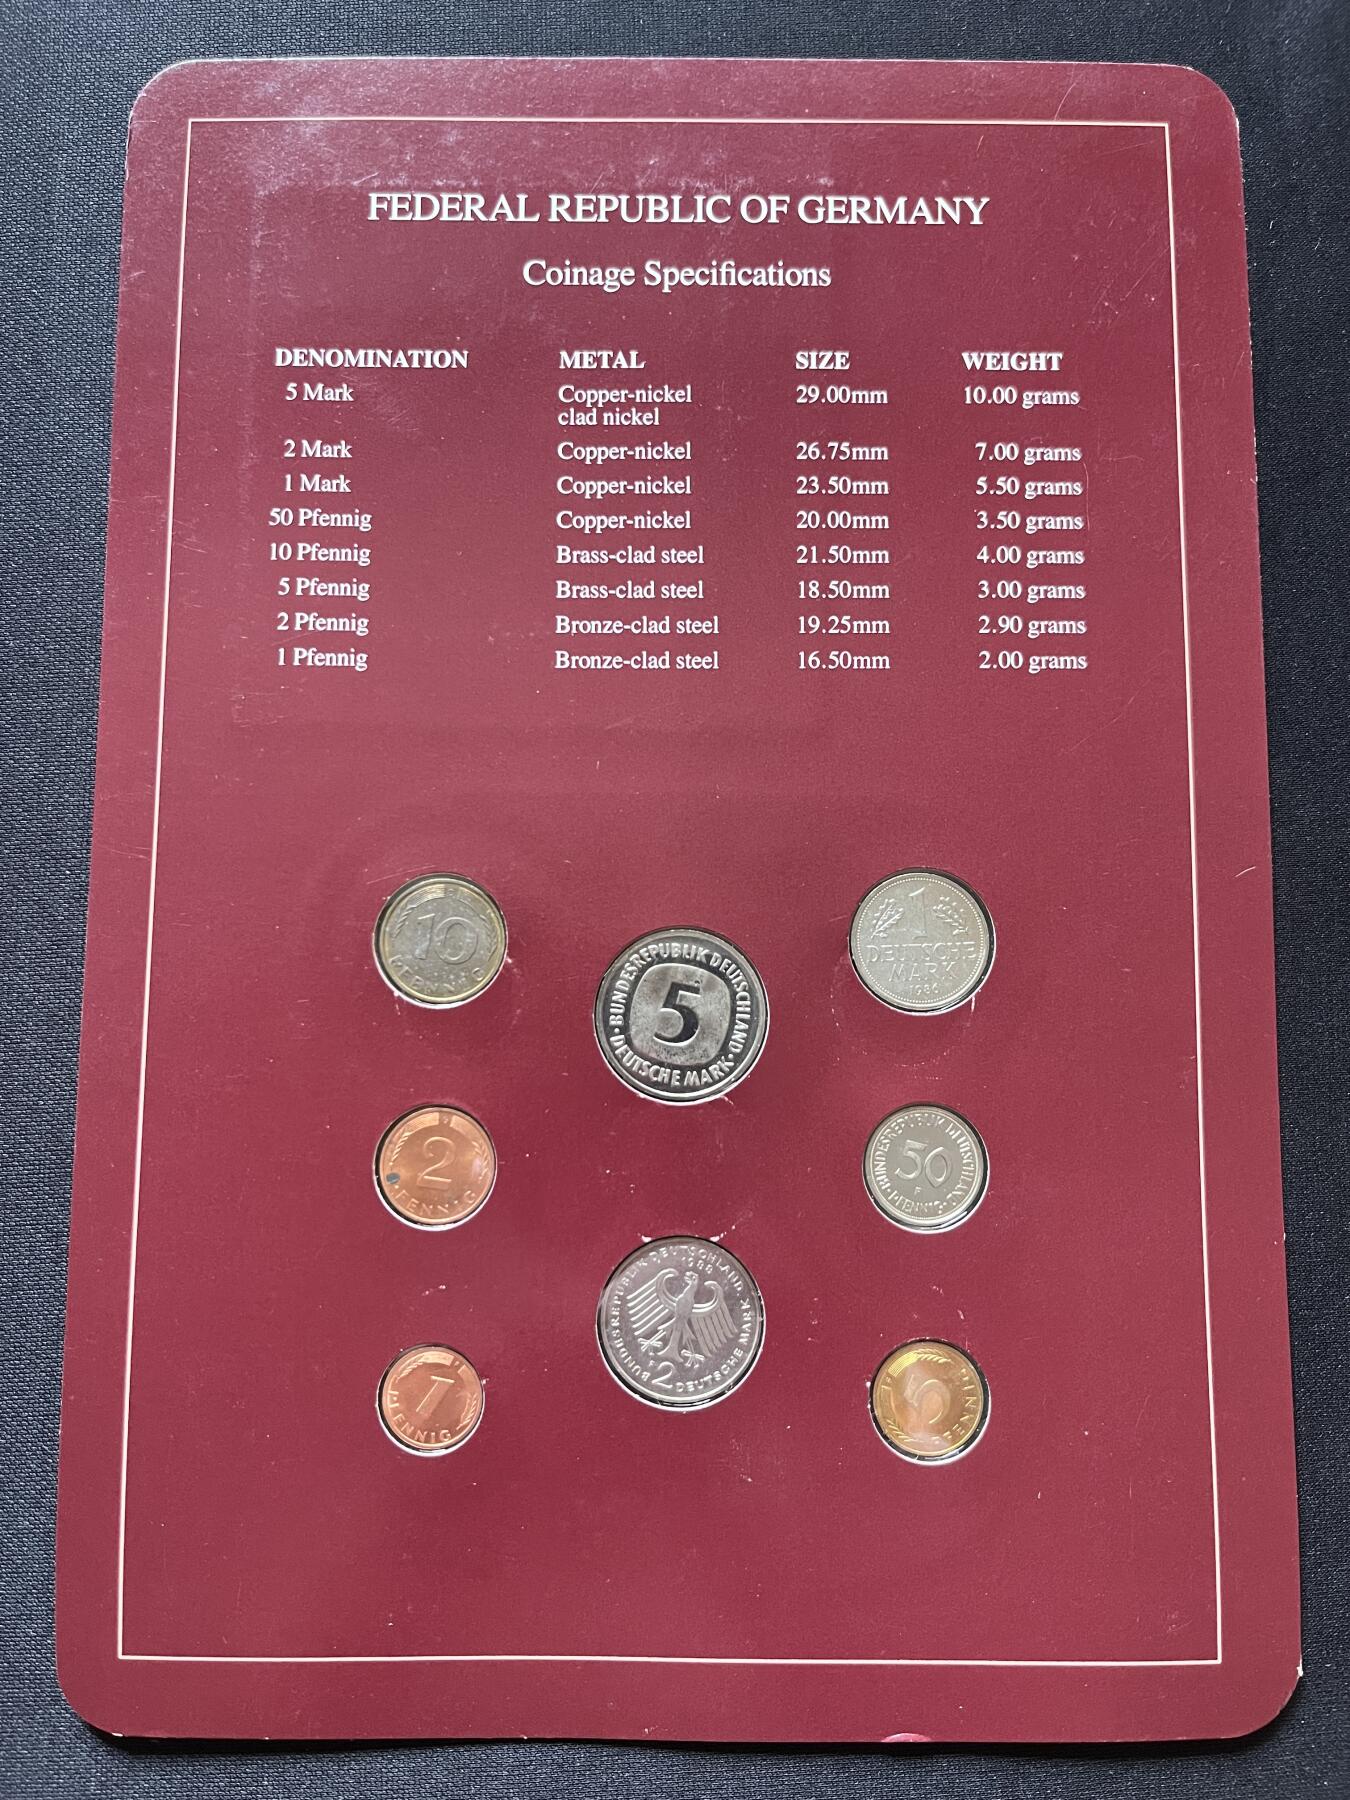 FEDERAL REPUBLIC OF GERMANY
Coinage Specifications
DENOMINATION METAL SIZE WEIGHT
5 Mark Copper-nickel clad nickel 29.00mm 10.00 grams
2 Mark Copper-nickel 26.75mm 7.00 grams
1 Mark Copper-nickel 23.50mm 5.50 grams
50 Pfennig Copper-nickel 20.00mm 3.50 grams
10 Pfennig Brass-clad steel 21.50mm 4.00 grams
5 Pfennig Brass-clad steel 18.50mm 3.00 grams
2 Pfennig Bronze-clad steel 19.25mm 2.90 grams
1 Pfennig Bronze-clad steel 16.50mm 2.00 grams
10
PFENNIG
BUNDESREPUBLIK DEUTSCHLAND
5
DEUTSCHE MARK
1
DEUTSCHE
MARK
1986
2
PFENNIG
BUNDESREPUBLIK DEUTSCHLAND
50
F
PFENNIG
1
PFENNIG
BUNDESREPUBLIK DEUTSCHLAND
1988
F
2
DEUTSCHE MARK
5
PFENNIG